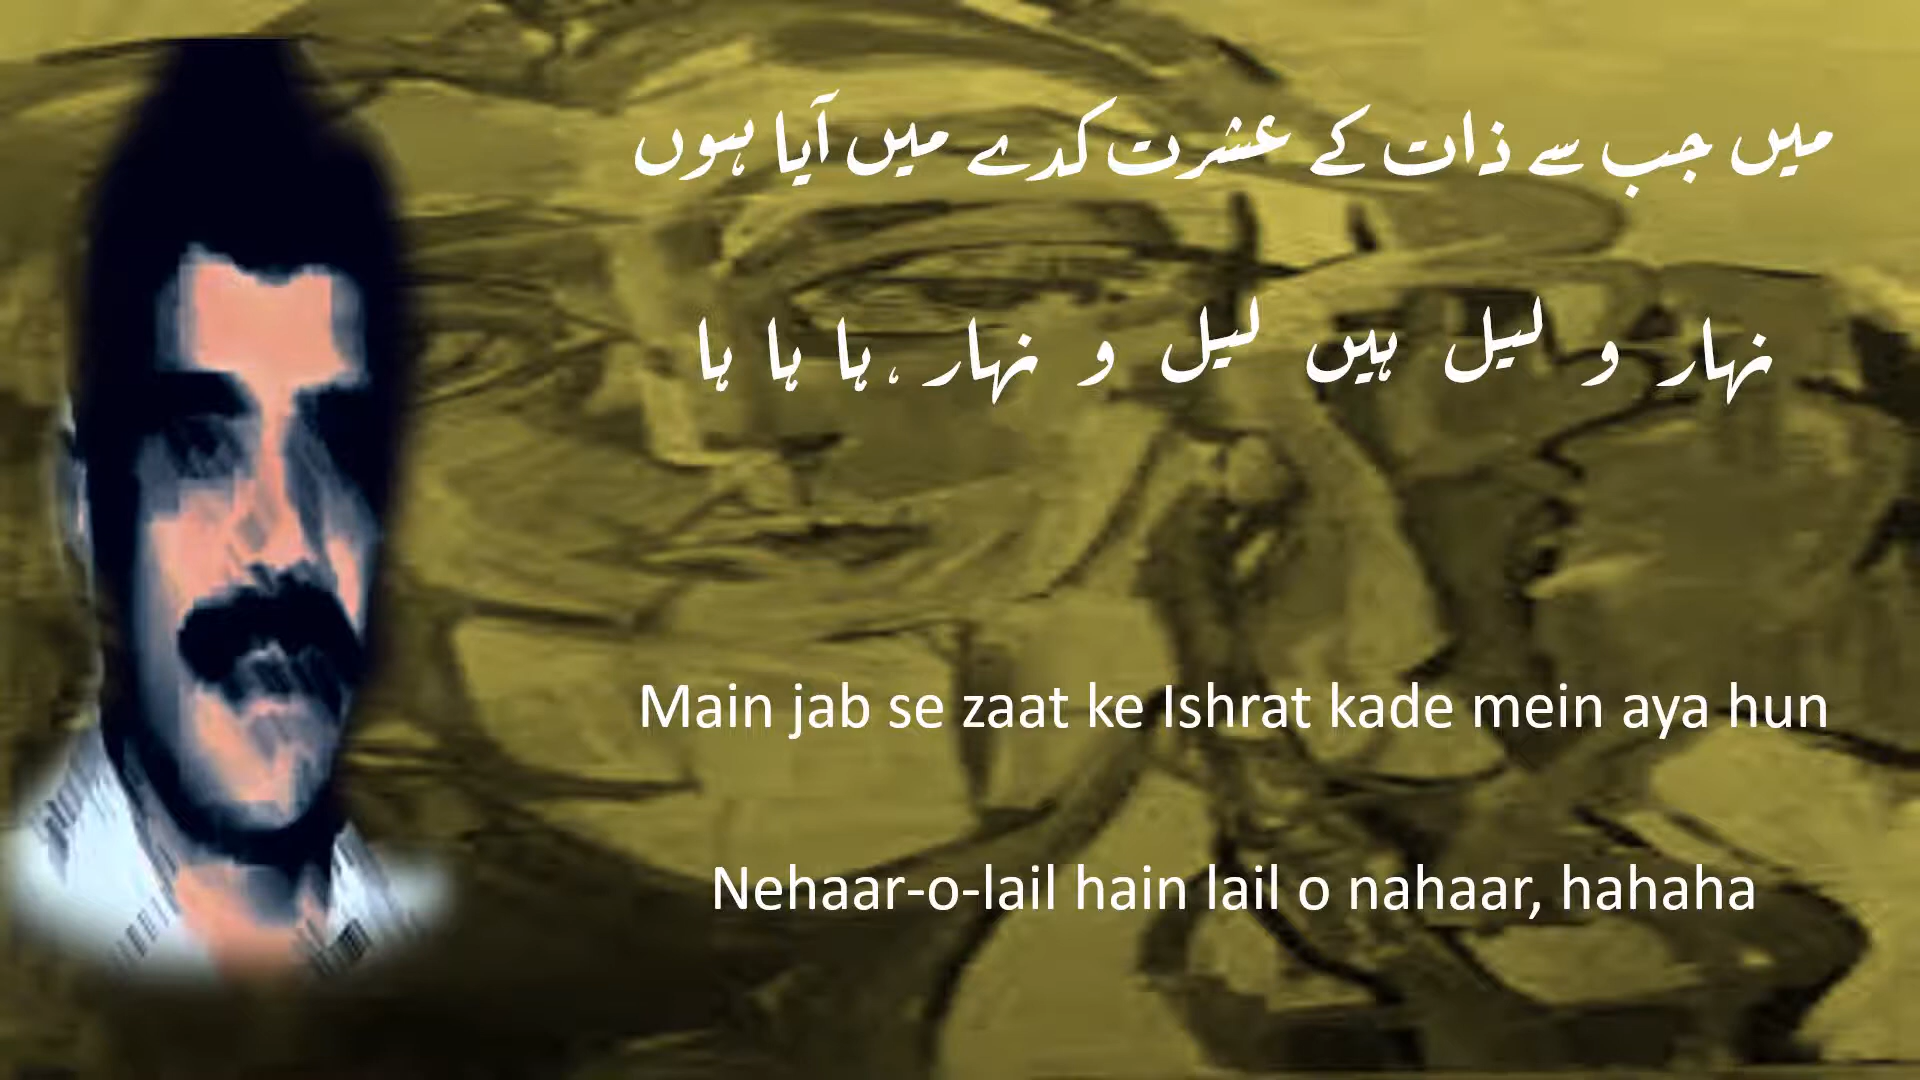 میں جب سے ذات کے عشرت کدے میں آیا ہوں
نہار و لیل ہیں لیل و نہار، ہا ہا ہا
Main jab se zaat ke Ishrat kade mein aya hun
Nehaar-o-lail hain lail o nahaar, hahaha